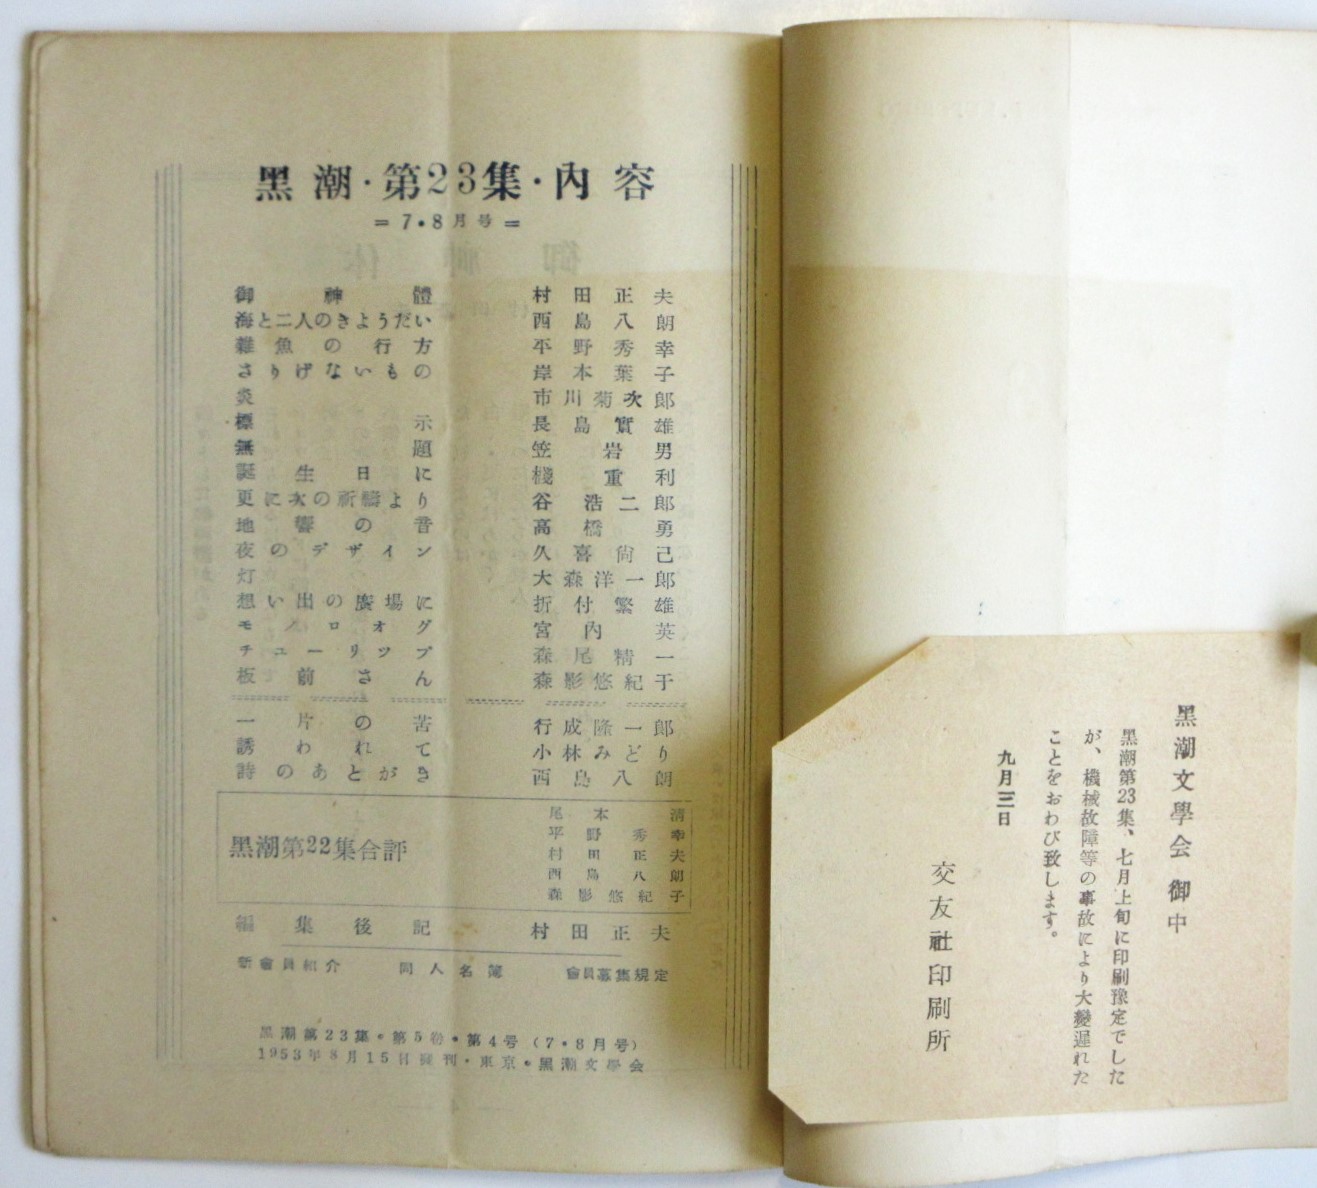 黑潮・第23集・內容
=7・8月号=
御神體 村田正夫
海と二人のきようだい 西島八朗
雑魚の行方 平野秀幸
さりげないもの 岸本葉子
炎 市川菊次郎
標示 長島實雄
無題 笠岩男
誕生日に 棧重利
更に次の祈禱より 谷浩二郎
地響の音 高橋勇
夜のデザイン 久喜尙己
灯 大森洋一郎
想い出の廣場に 折付繁雄
モノロオグ 宮內英
チューリップ 森尾精一
板前さん 森影悠紀于
一片の苦 行成隆一郎
誘われて 小林みどり
詩のあとがき 西島八朗
黑潮第22集合評
尾本清
平野秀幸
村田正夫
西島八朗
森影悠紀子
編集後記 村田正夫
新會員紹介 同人名簿 會員募集規定
黒潮第23集・第5巻・第4号(7・8月号)
1953年8月15日発刊・東京・黒潮文學会
黑潮文學会 御中
黑潮第23集、七月上旬に印刷豫定でした
が、機械故障等の事故により大變遅れた
ことをおわび致します。
九月三日
交友社印刷所